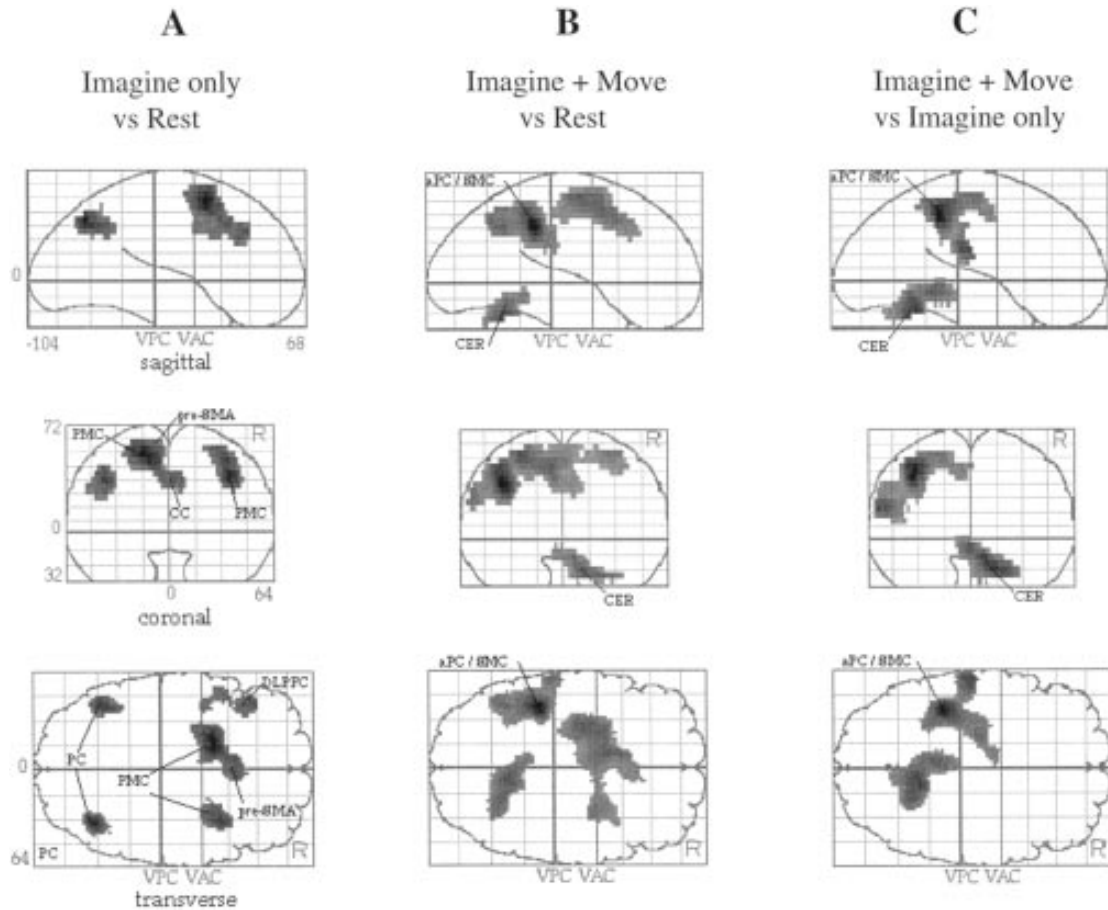 A
B
C
Imagine only
vs Rest
Imagine + Move
vs Rest
Imagine + Move
vs Imagine only
0
-104
VPC VAC
68
sagittal
aPC / SMC
CER
VPC VAC
aPC / SMC
CER
VPC VAC
72
0
32
PMC
pre-SMA
R
CC
PMC
0
64
coronal
R
CER
R
CER
0
64
DLPFC
PC
PMC
pre-SMA
PC
R
VPC VAC
transverse
aPC / SMC
R
VPC VAC
aPC / SMC
R
VPC VAC